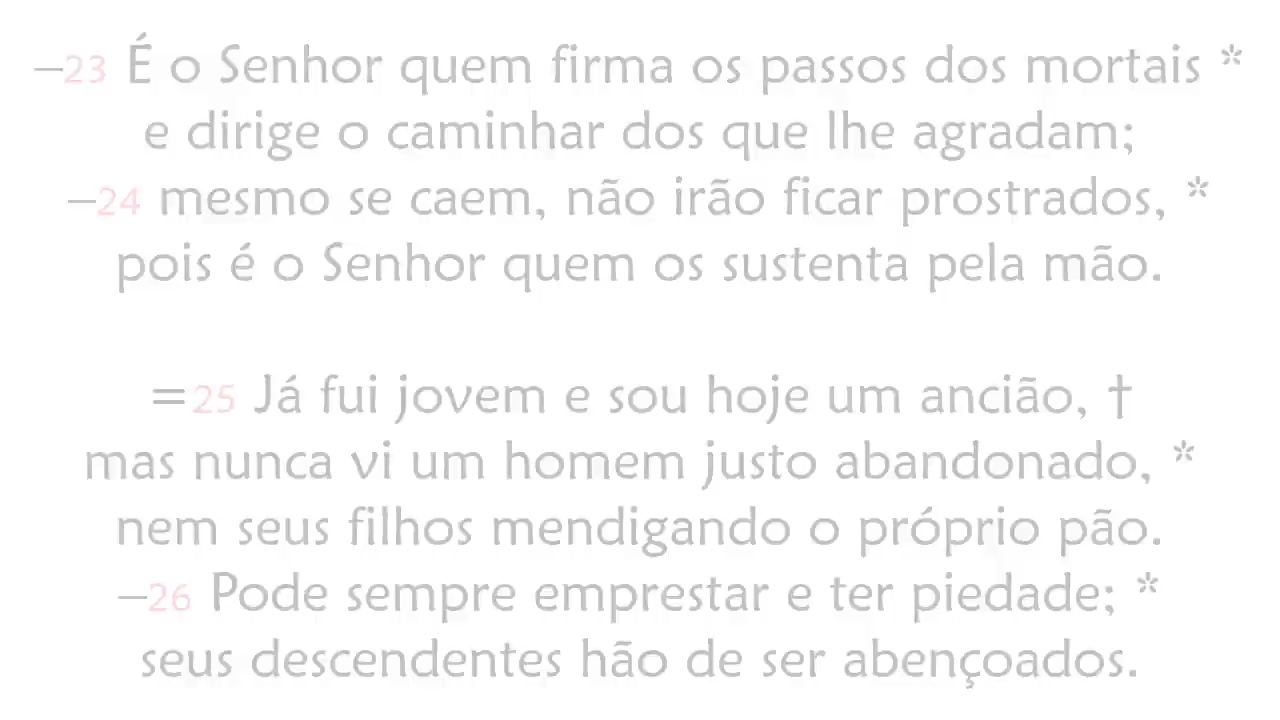 –23 É o Senhor quem firma os passos dos mortais *
e dirige o caminhar dos que lhe agradam;
–24 mesmo se caem, não irão ficar prostrados, *
pois é o Senhor quem os sustenta pela mão.
=25 Já fui jovem e sou hoje um ancião, †
mas nunca vi um homem justo abandonado, *
nem seus filhos mendigando o próprio pão.
–26 Pode sempre emprestar e ter piedade; *
seus descendentes hão de ser abençoados.